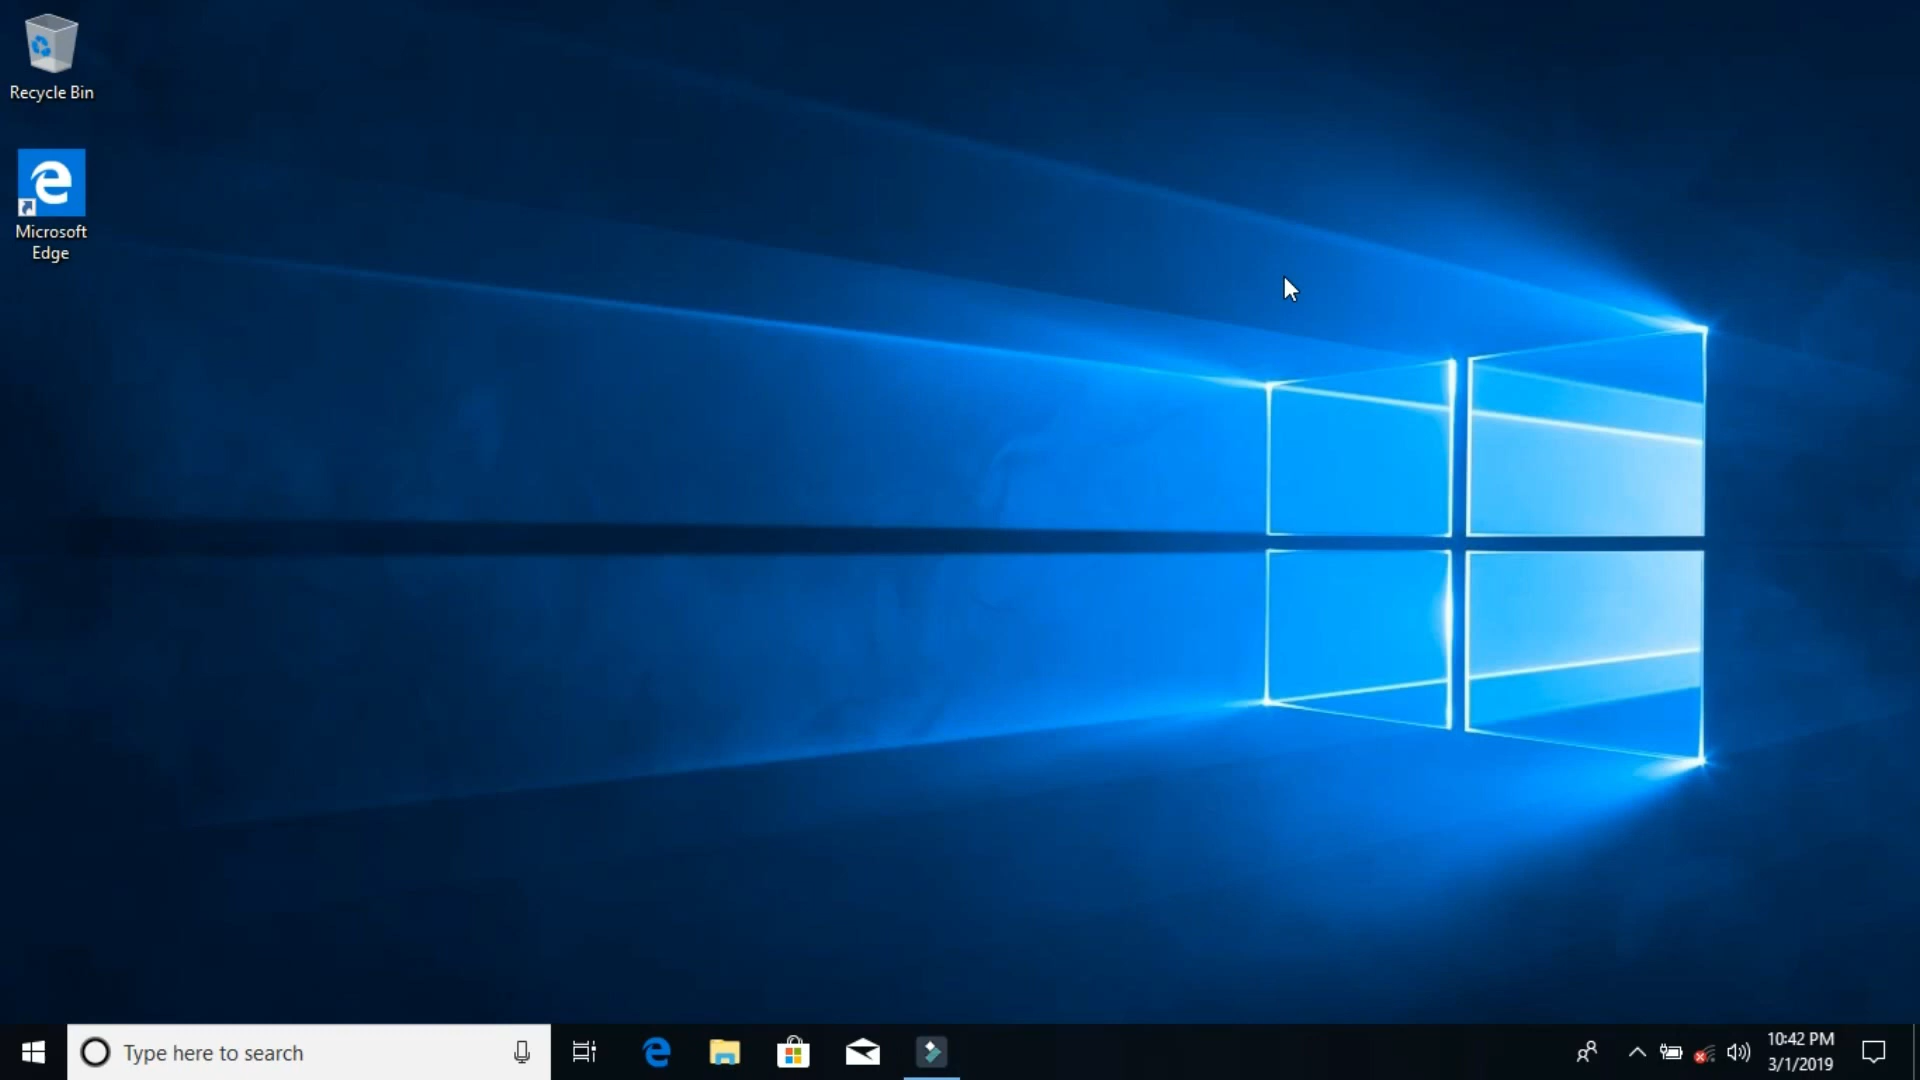 Recycle Bin
Microsoft
Edge
Type here to search
10:42 PM
3/1/2019